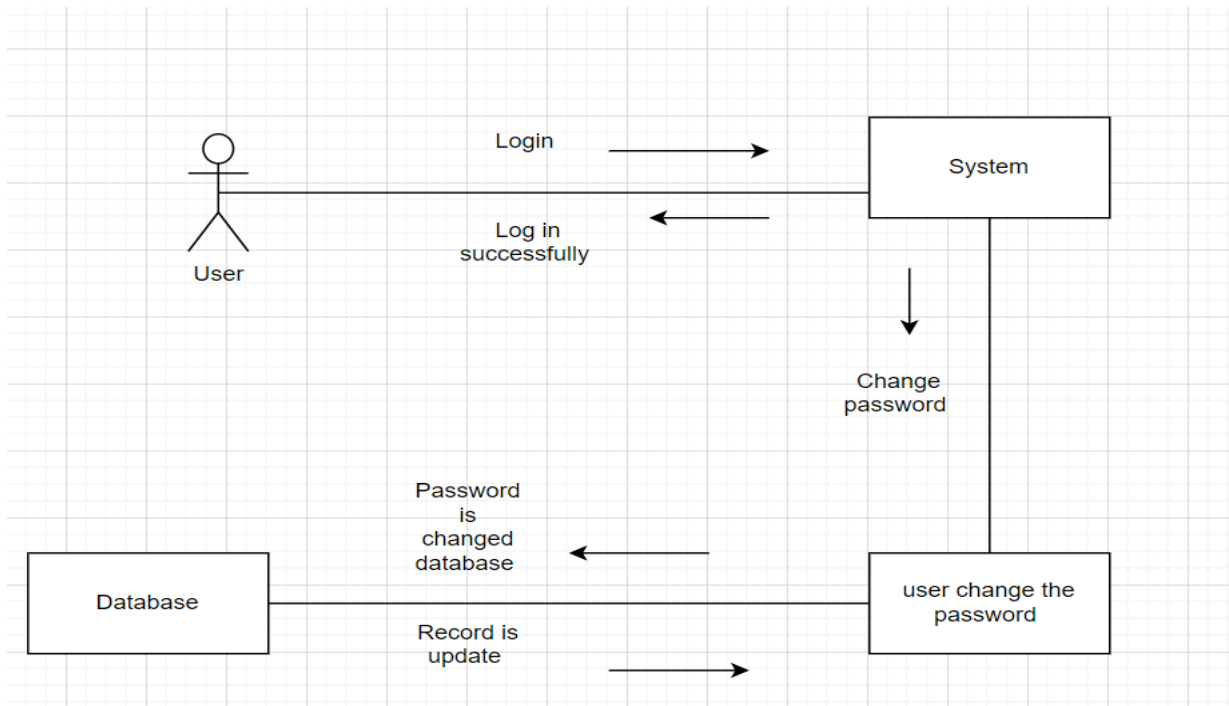 Login
System
Log in
successfully
User
Change
password
Password
is
changed
database
Database
user change the
password
Record is
update